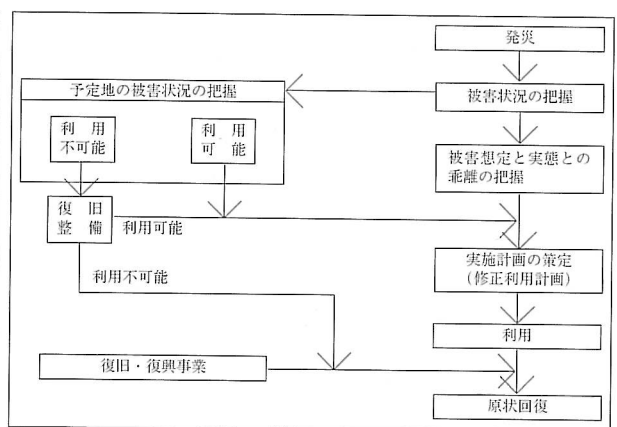 発災
予定地の被害状況の把握
被害状況の把握
利用
不可能
利用
可能
被害想定と実態との
乖離の把握
復旧
整備
利用可能
実施計画の策定
(修正利用計画)
利用不可能
利用
復旧・復興事業
原状回復